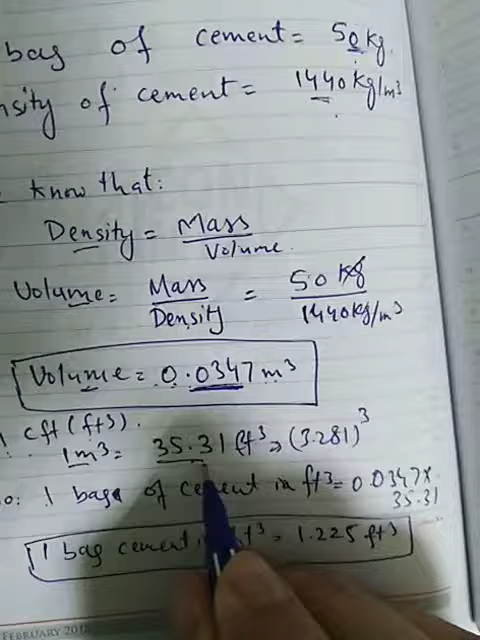 bag of cement = 50 kg.
nsity of cement = 1440 kg/m³
know that:
Density = Mass / Volume.
Volume = Mass / Density = 50 kg / 1440 kg/m³
Volume = 0.0347 m³
cft (ft3).
1m³ = 35.31 ft³ => (3.281)³
o: 1 bag of cement in ft3 = 0.0347 x
35.31
1 bag cement ft³ = 1.225 ft3
FEBRUARY